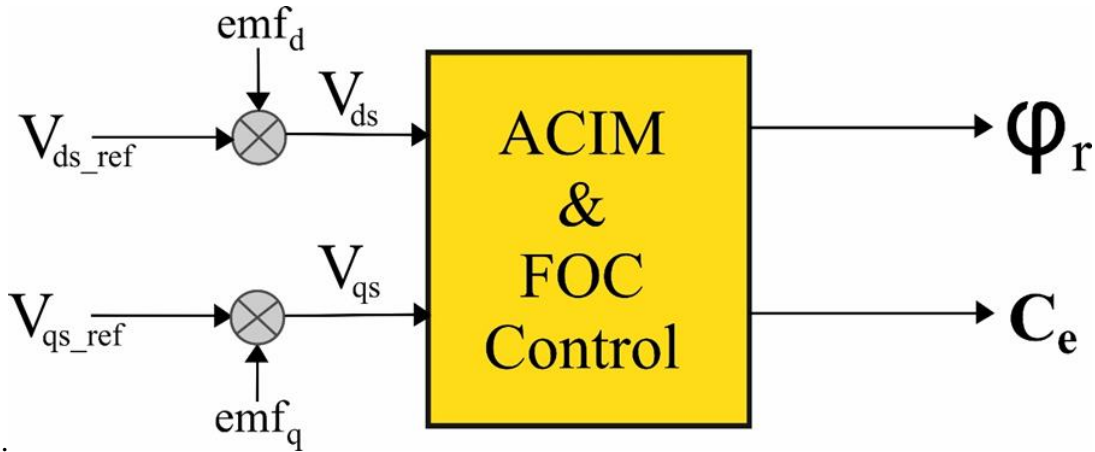 emf_d
V_ds
V_ds_ref
ACIM
&
FOC
Control
φ_r
V_qs
V_qs_ref
C_e
emf_q
.